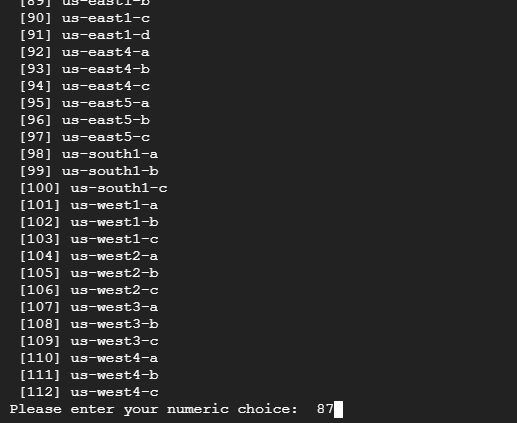 [89] us-east1-b
[90] us-east1-c
[91] us-east1-d
[92] us-east4-a
[93] us-east4-b
[94] us-east4-c
[95] us-east5-a
[96] us-east5-b
[97] us-east5-c
[98] us-south1-a
[99] us-south1-b
[100] us-south1-c
[101] us-west1-a
[102] us-west1-b
[103] us-west1-c
[104] us-west2-a
[105] us-west2-b
[106] us-west2-c
[107] us-west3-a
[108] us-west3-b
[109] us-west3-c
[110] us-west4-a
[111] us-west4-b
[112] us-west4-c
Please enter your numeric choice:  87